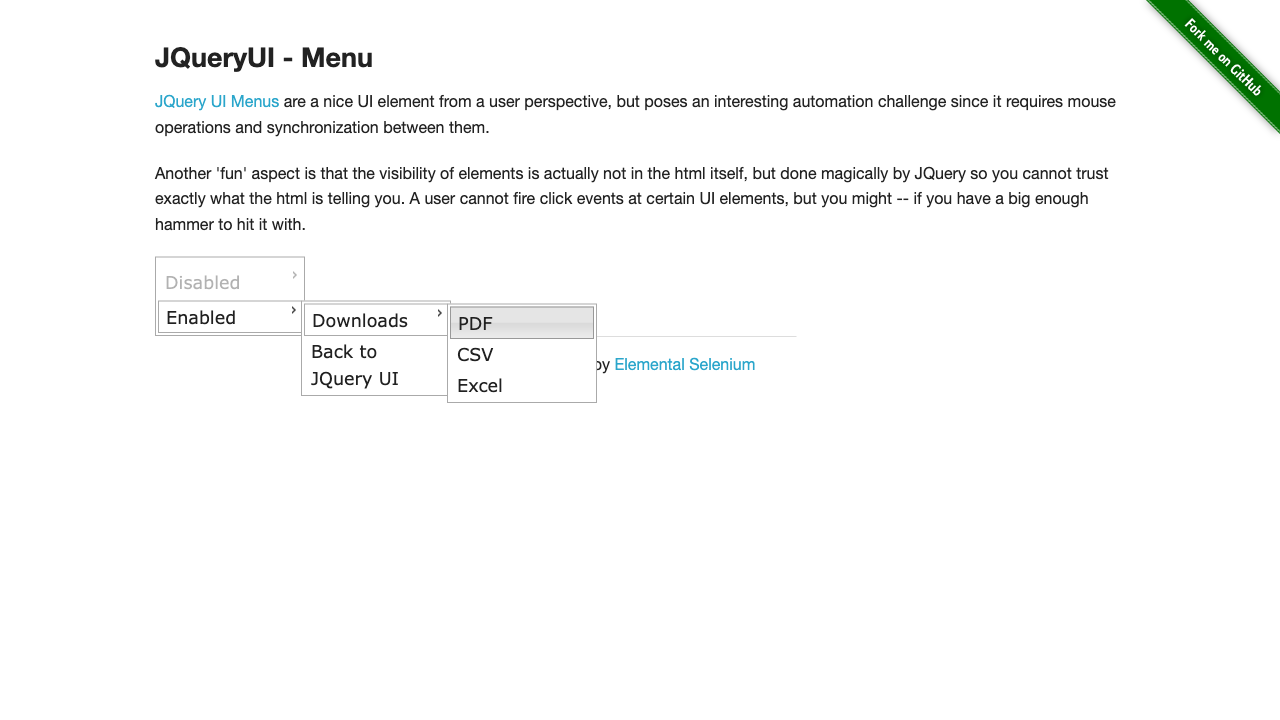 Fork me on GitHub
JQueryUI - Menu
JQuery UI Menus are a nice UI element from a user perspective, but poses an interesting automation challenge since it requires mouse
operations and synchronization between them.
Another 'fun' aspect is that the visibility of elements is actually not in the html itself, but done magically by JQuery so you cannot trust
exactly what the html is telling you. A user cannot fire click events at certain UI elements, but you might -- if you have a big enough
hammer to hit it with.
Disabled
Enabled
Downloads
Back to
JQuery UI
PDF
CSV
Excel
by Elemental Selenium